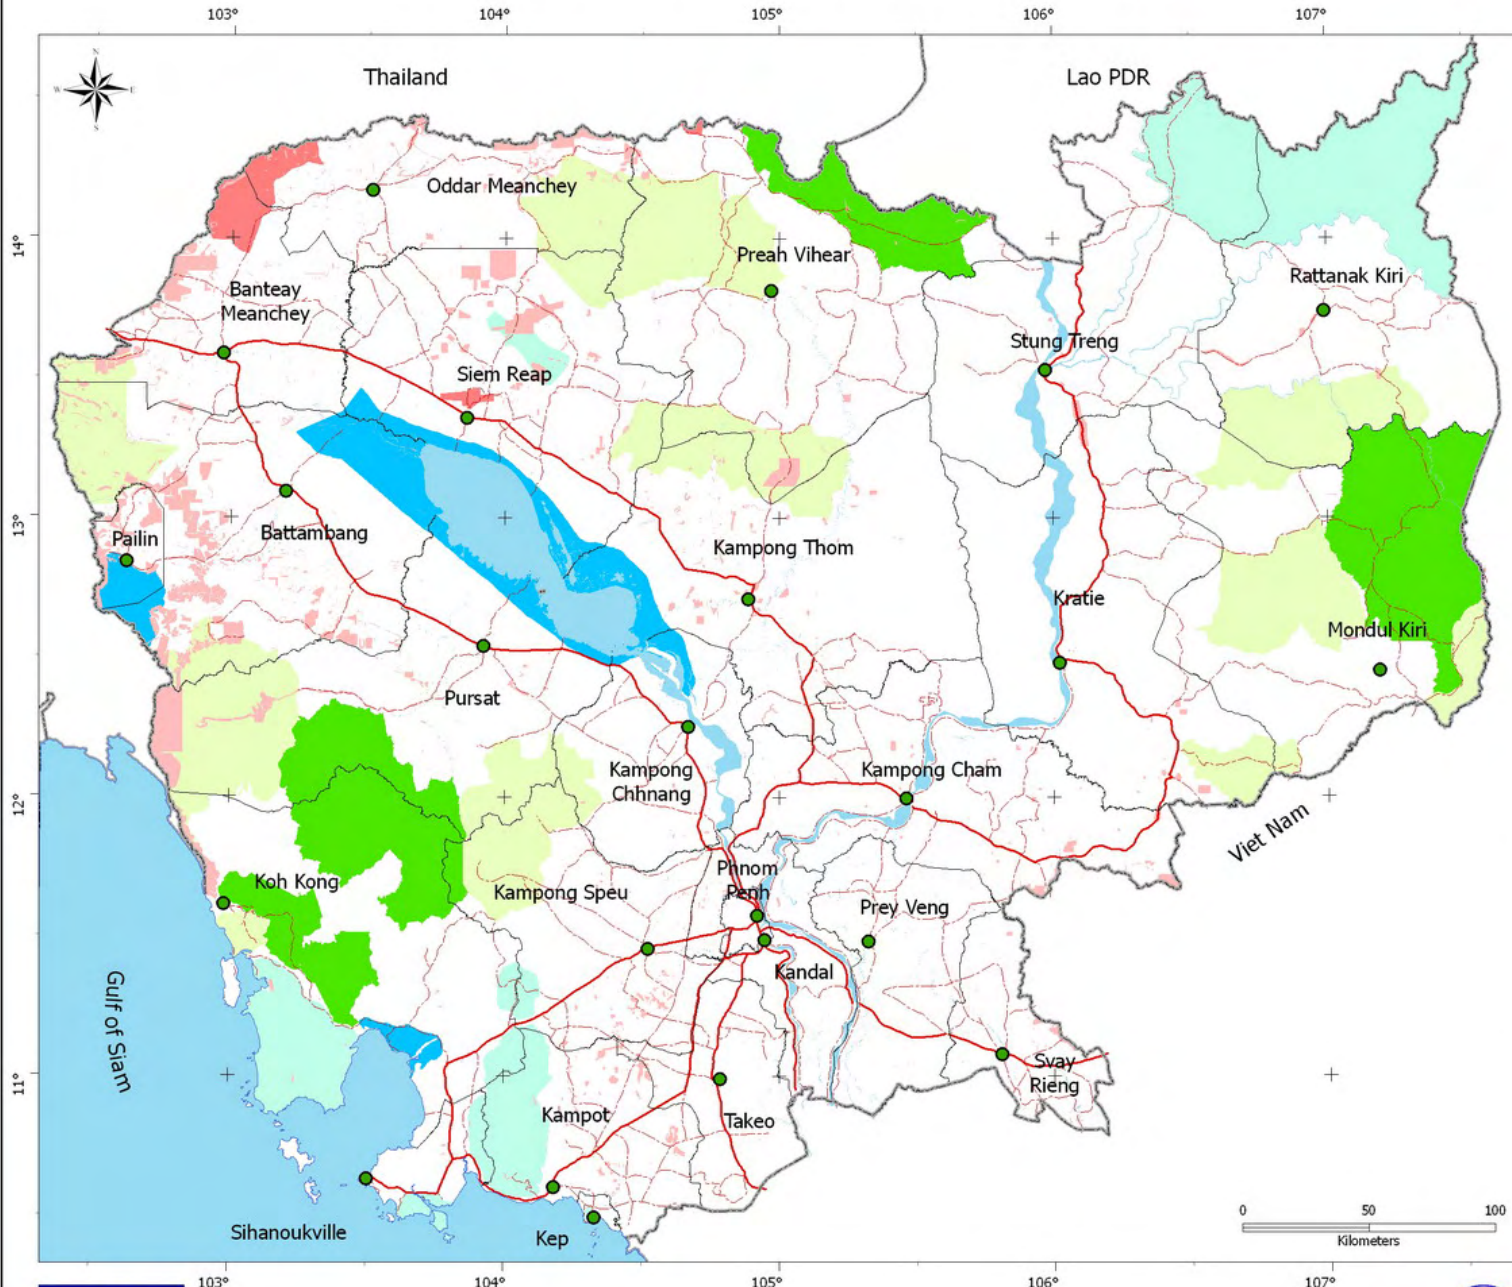 103° 104° 105° 106° 107°
N
W E
S
Thailand
Lao PDR
Oddar Meanchey
14°
Preah Vihear
Rattanak Kiri
Banteay
Meanchey
Stung Treng
Siem Reap
13°
Pailin
Battambang
Kampong Thom
Kratie
Mondul Kiri
Pursat
Kampong
Chhnang
Kampong Cham
12°
Viet Nam
Phnom
Penh
Koh Kong
Kampong Speu
Prey Veng
Kandal
Gulf of Siam
11°
Svay
Rieng
Kampot
Takeo
Sihanoukville
Kep
0 50 100
Kilometers
103° 104° 105° 106° 107°